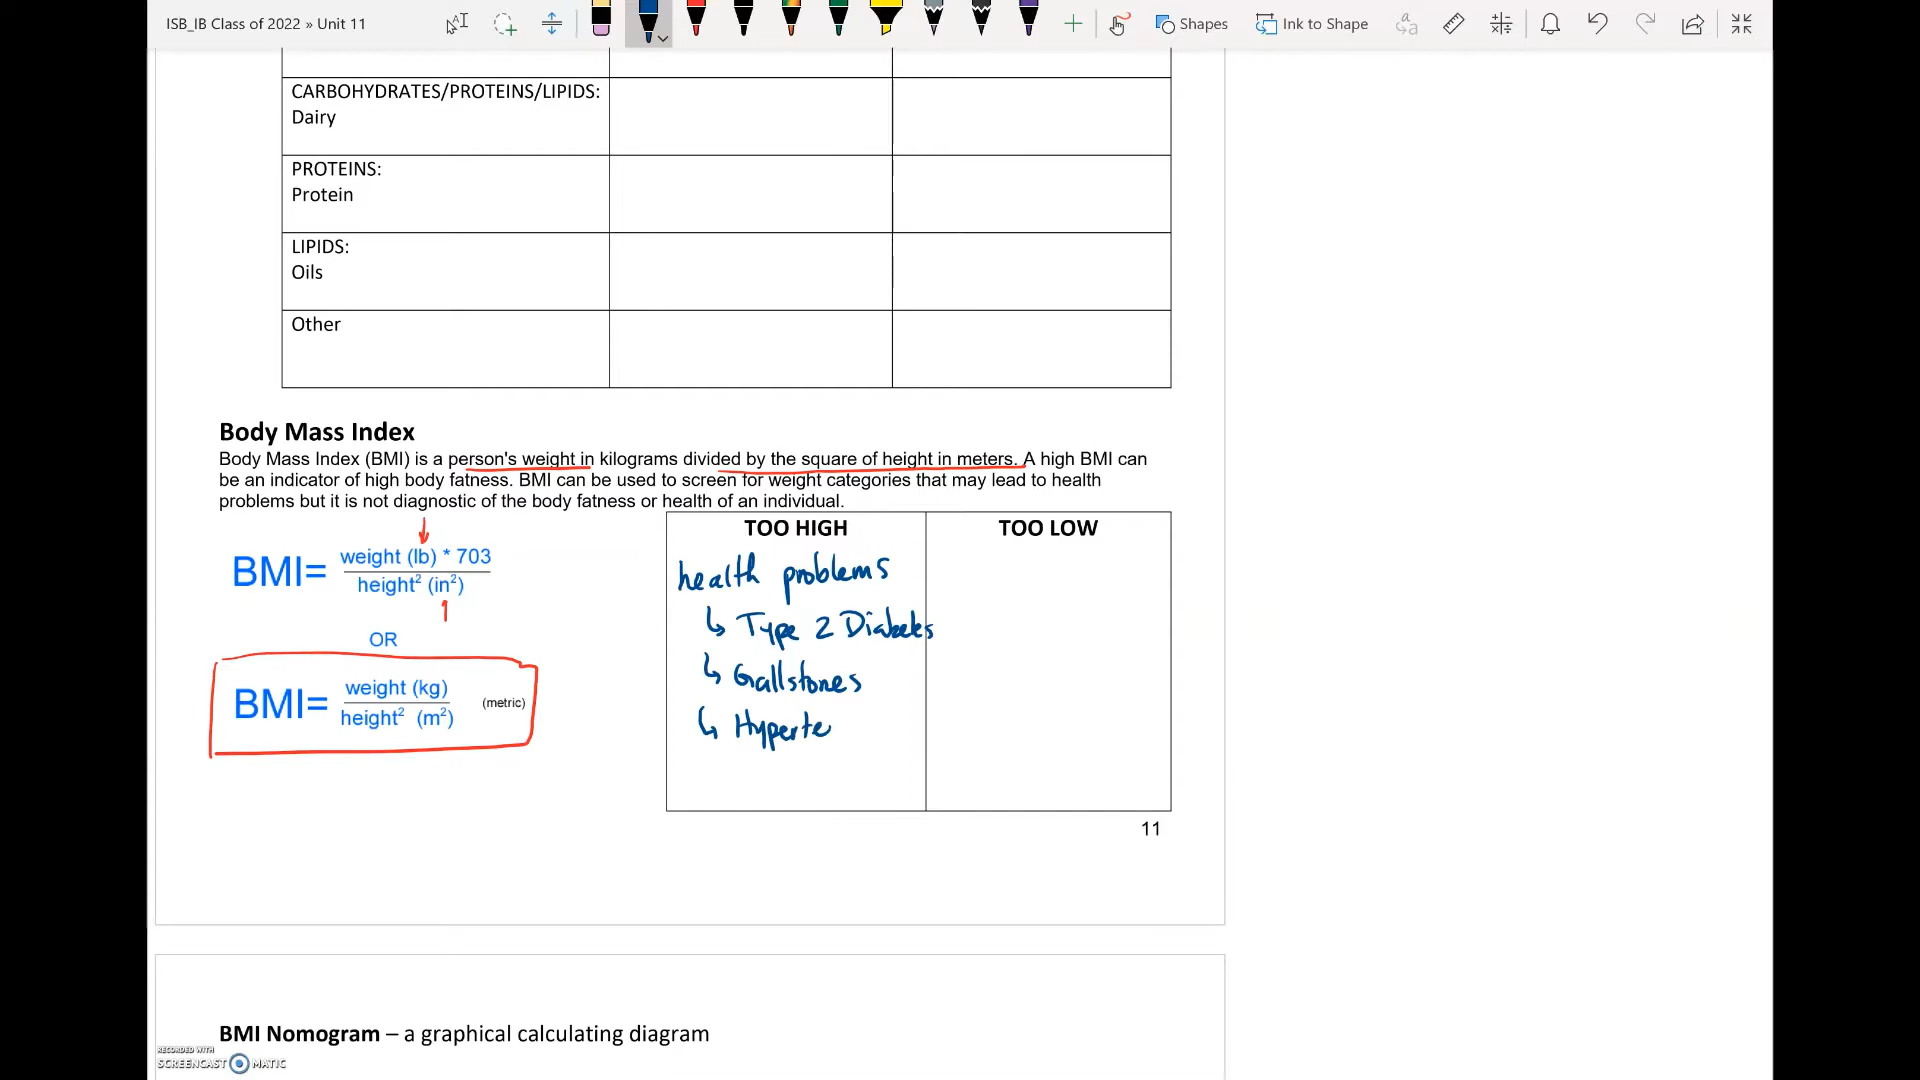 ISB_IB Class of 2022 » Unit 11
Shapes
Ink to Shape
CARBOHYDRATES/PROTEINS/LIPIDS:
Dairy
PROTEINS:
Protein
LIPIDS:
Oils
Other
Body Mass Index
Body Mass Index (BMI) is a person's weight in kilograms divided by the square of height in meters. A high BMI can
be an indicator of high body fatness. BMI can be used to screen for weight categories that may lead to health
problems but it is not diagnostic of the body fatness or health of an individual.
BMI= weight (lb) * 703
height² (in²)
OR
BMI= weight (kg)
height² (m²)
(metric)
TOO HIGH
health problems
↳ Type 2 Diabetes
↳ Gallstones
↳ Hyperte
TOO LOW
11
BMI Nomogram – a graphical calculating diagram
RECORDED WITH
SCREENCAST MATIC